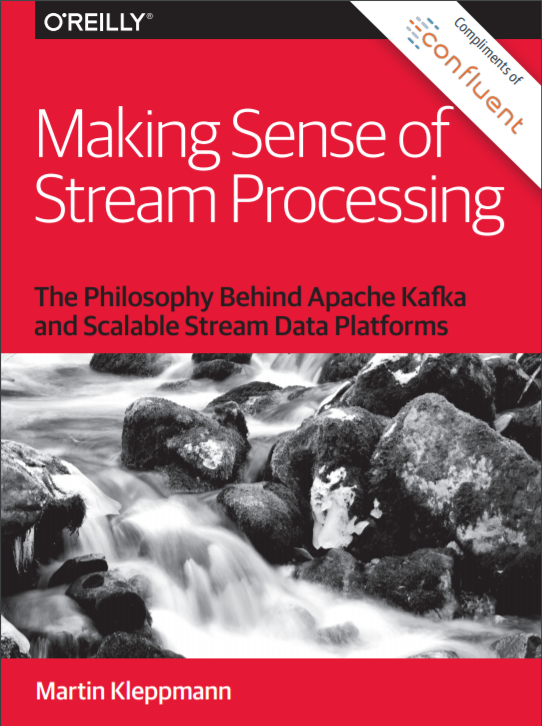 O'REILLY®
Compliments of
confluent
Making Sense of
Stream Processing
The Philosophy Behind Apache Kafka
and Scalable Stream Data Platforms
Martin Kleppmann